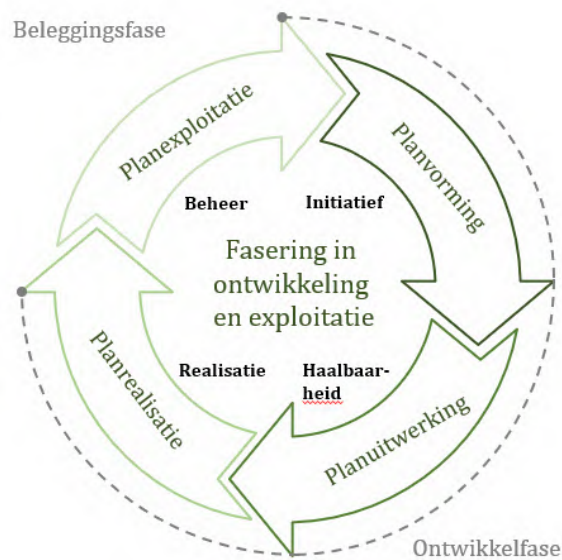 Beleggingsfase
Planexploitatie
Planvorming
Beheer
Initiatief
Fasering in
ontwikkeling
en exploitatie
Realisatie
Haalbaar-
heid
Planrealisatie
Planuitwerking
Ontwikkelfase